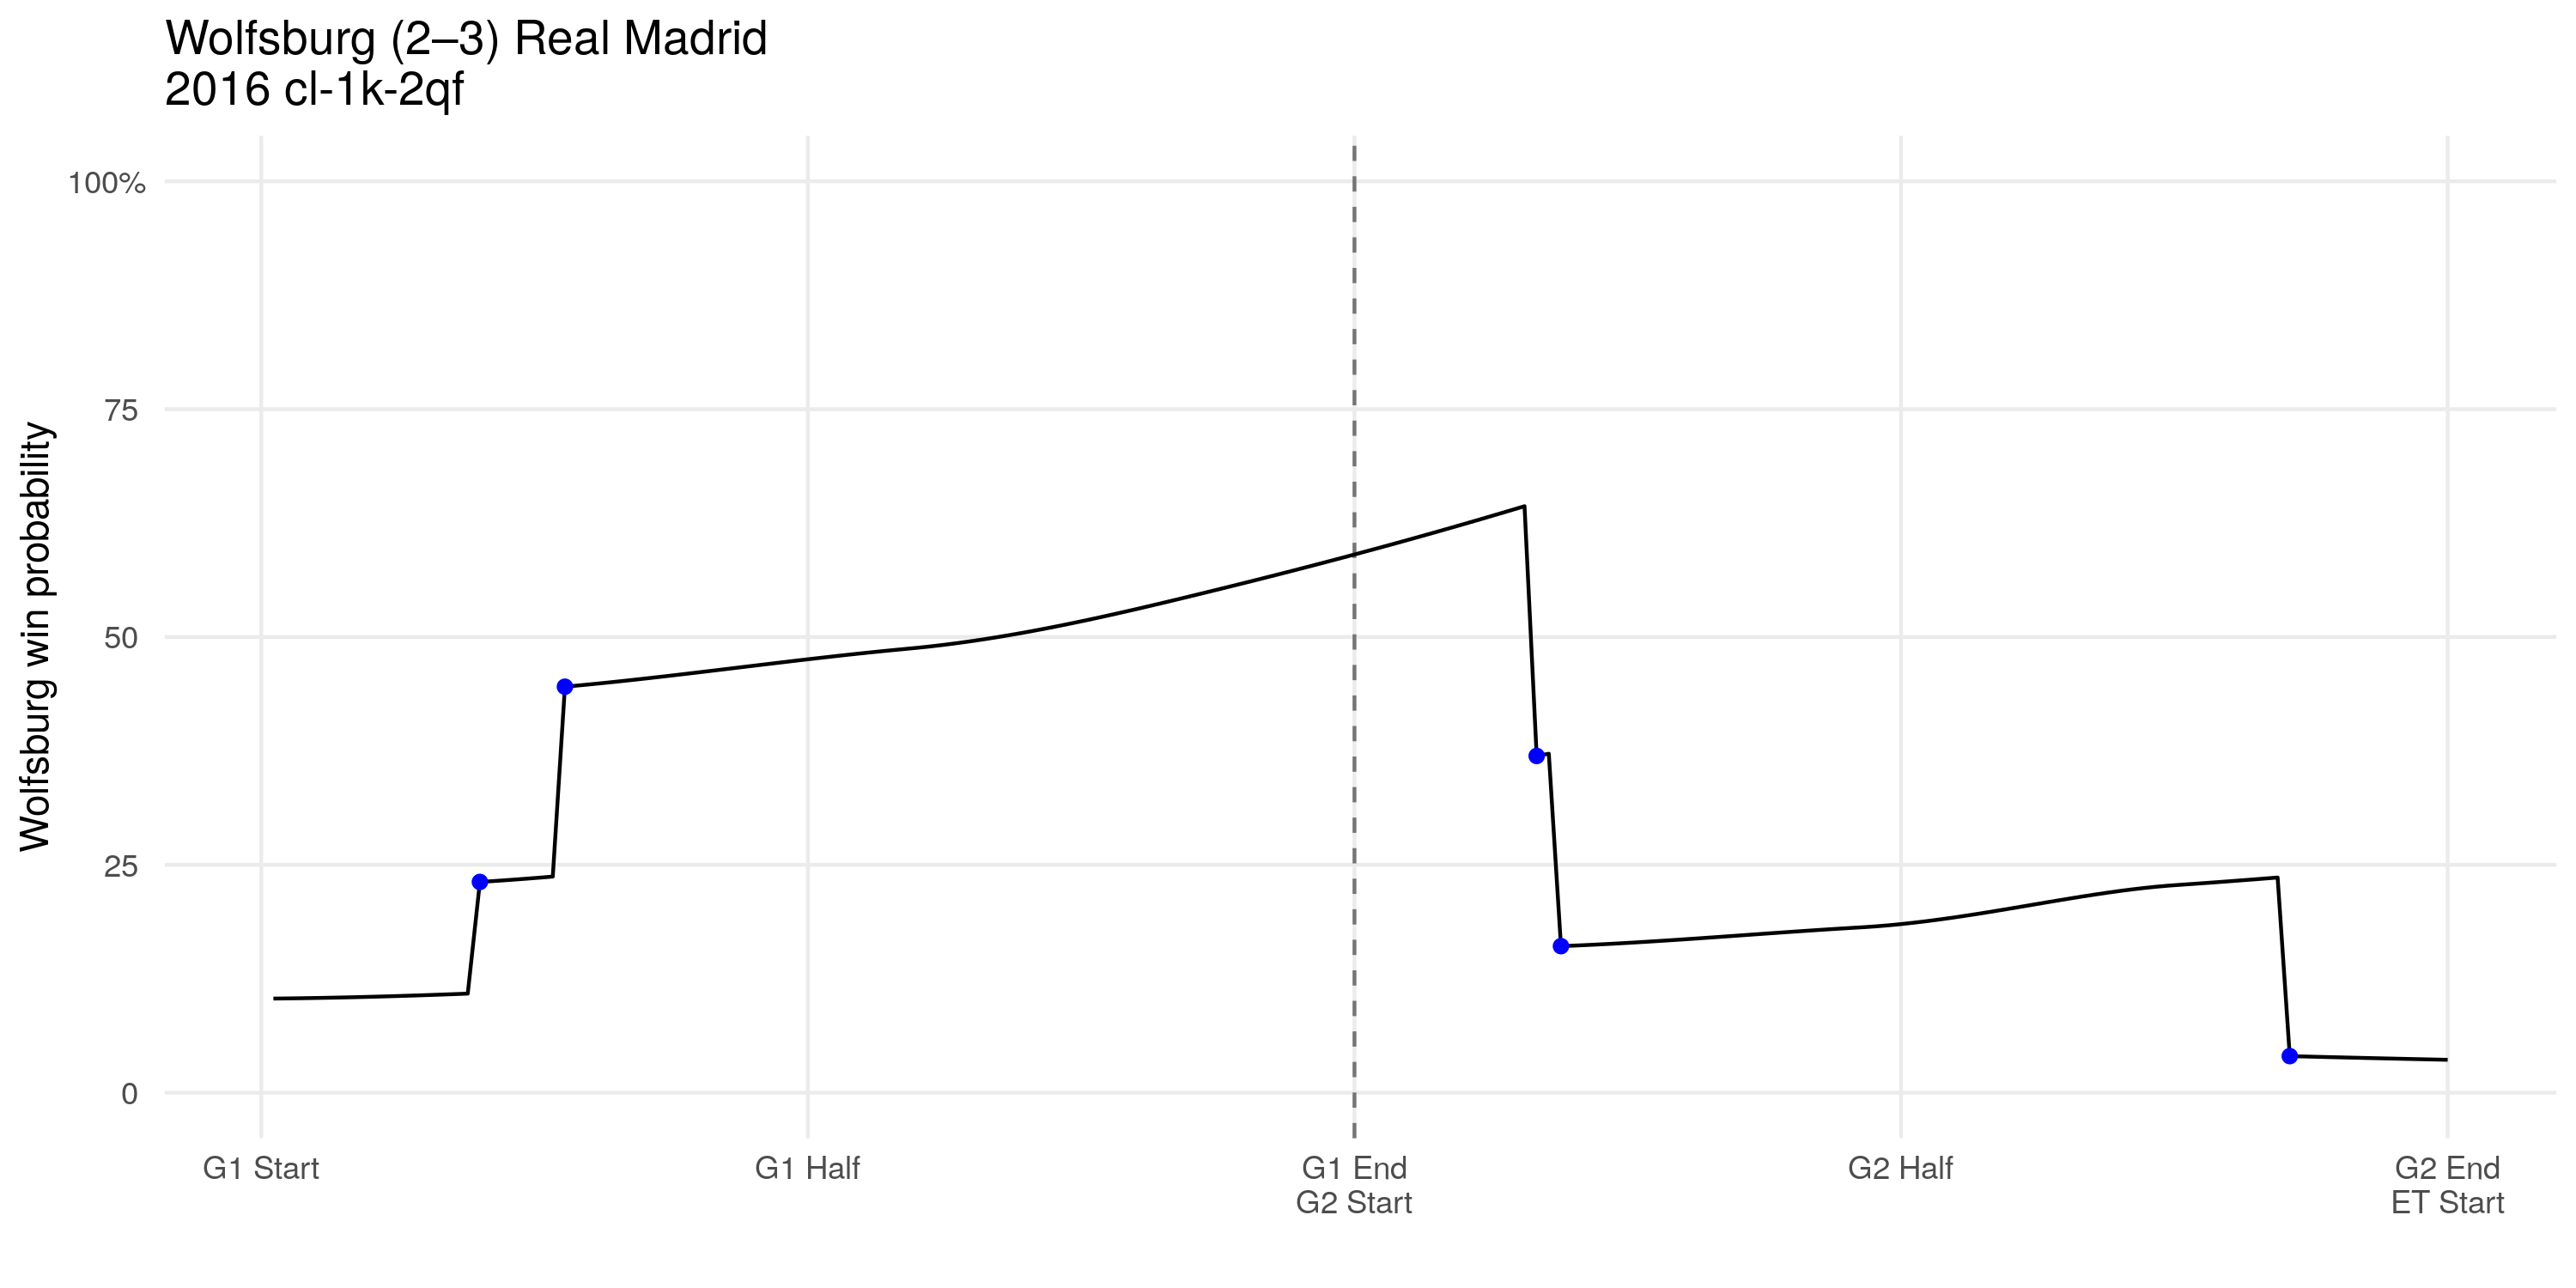 Wolfsburg (2–3) Real Madrid
2016 cl-1k-2qf
Wolfsburg win probability
100%
75
50
25
0
G1 Start
G1 Half
G1 End
G2 Start
G2 Half
G2 End
ET Start